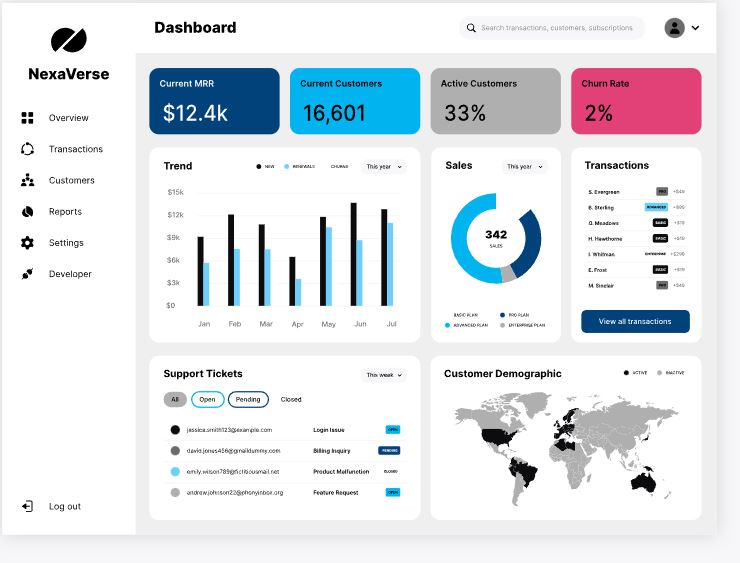 Dashboard
Search transactions, customers, subscriptions
NexaVerse
Overview
Transactions
Customers
Reports
Settings
Developer
Log out
Current MRR
$12.4k
Current Customers
16,601
Active Customers
33%
Churn Rate
2%
Trend
NEW
RENEWALS
CHURNS
This year
$15k
$12k
$9k
$6k
$3k
$0
Jan Feb Mar Apr May Jun Jul
Sales
This year
342
SALES
BASIC PLAN
PRO PLAN
ADVANCED PLAN
ENTERPRISE PLAN
Transactions
S. Evergreen PRO +$49
Sterling ADVANCED +$99
Meadows BASIC +$19
H. Hawthorne BASIC +$19
I. Whitman ENTERPRISE +$299
E. Frost BASIC +$19
M. Sinclair PRO +$49
View all transactions
Support Tickets
This week
All Open Pending Closed
jessica.smith123@example.com Login Issue OPEN
david.jones456@gmaildummy.com Billing Inquiry PENDING
emily.wilson789@fictitiousmail.net Product Malfunction CLOSED
andrew.johnson22@phonyinbox.org Feature Request OPEN
Customer Demographic
ACTIVE
INACTIVE